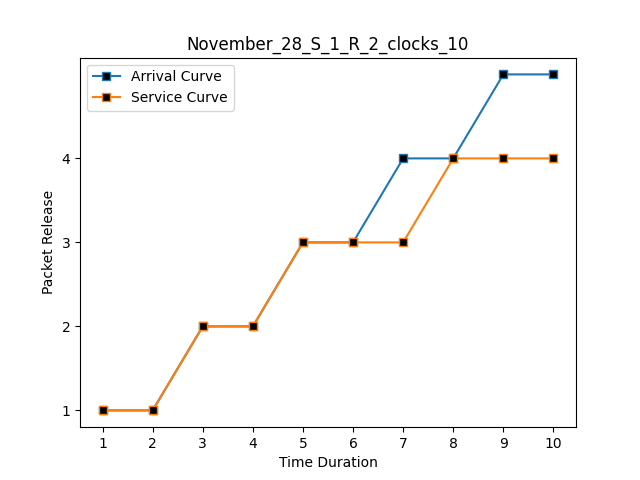 November_28_S_1_R_2_clocks_10
Arrival Curve
Service Curve
Packet Release
4
3
2
1
1 2 3 4 5 6 7 8 9 10
Time Duration